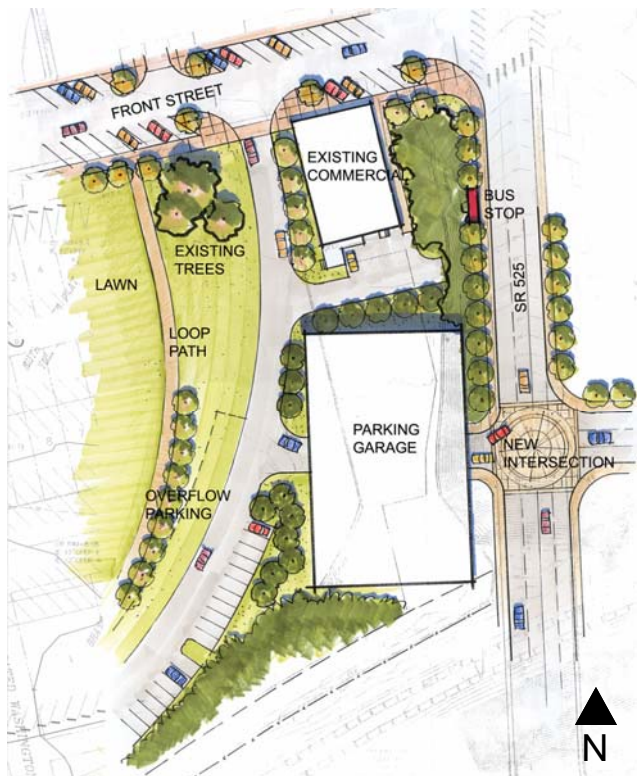 FRONT STREET
EXISTING
COMMERCIAL
BUS
STOP
EXISTING
TREES
LAWN
SR 525
LOOP
PATH
PARKING
GARAGE
NEW
INTERSECTION
OVERFLOW
PARKING
N